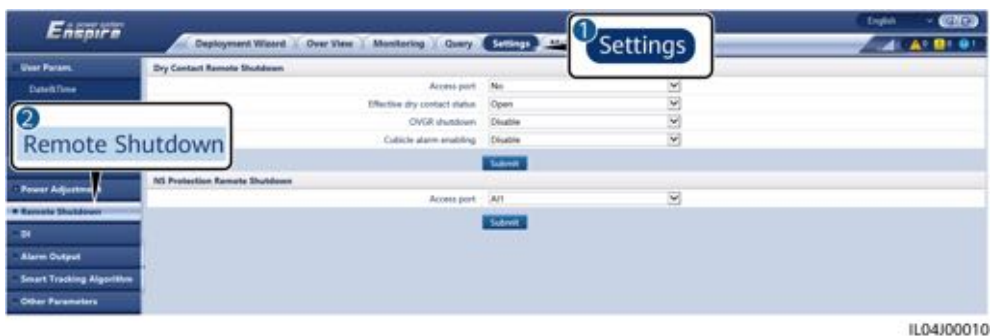 Enspire
English
Deployment Wizard Over View Monitoring Query Settings
1 Settings
User Param.
Date&Time
2 Remote Shutdown
Power Adjustment
Remote Shutdown
DI
Alarm Output
Smart Tracking Algorithm
Other Parameters
Dry Contact Remote Shutdown
Access port No
Effective dry contact status Open
OVGR shutdown Disable
Cubicle alarm enabling Disable
Submit
NS Protection Remote Shutdown
Access port AI1
Submit
IL04J00010